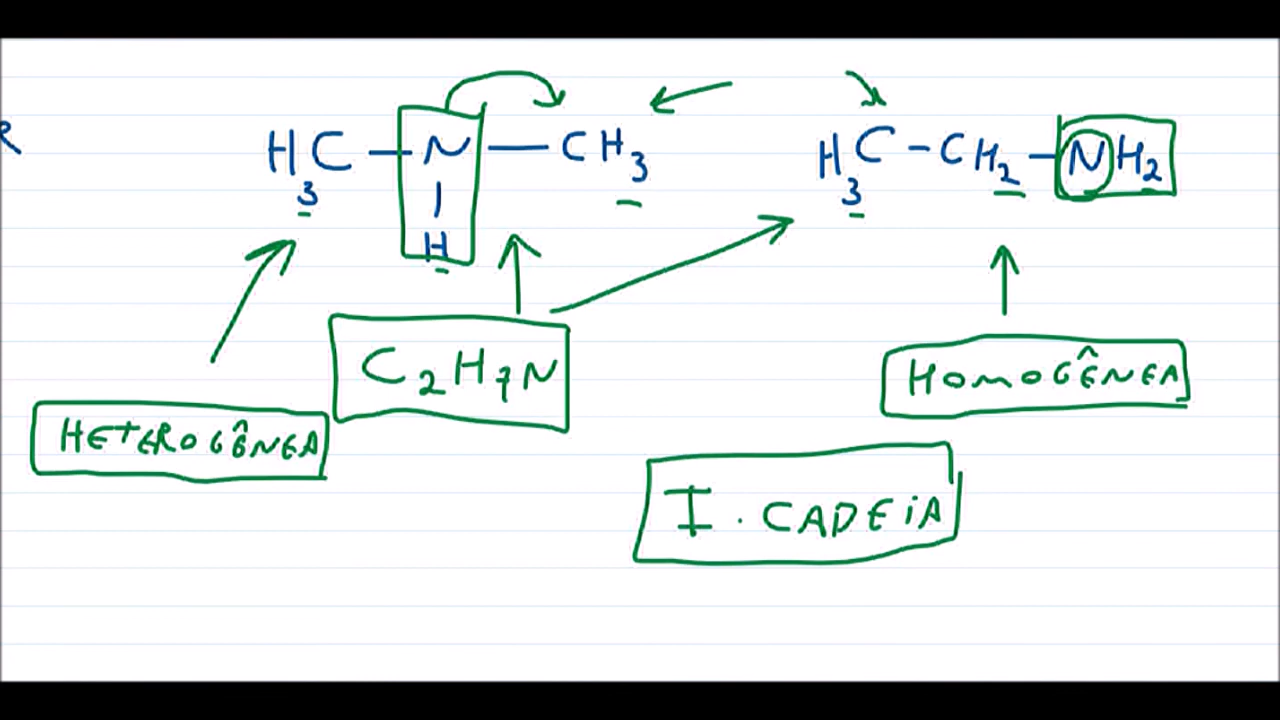 R
H₃C-N-CH₃
H
H₃C-CH₂-NH₂
C₂H₇N
HOMOGÊNEA
HETEROGÊNEA
I. CADEiA